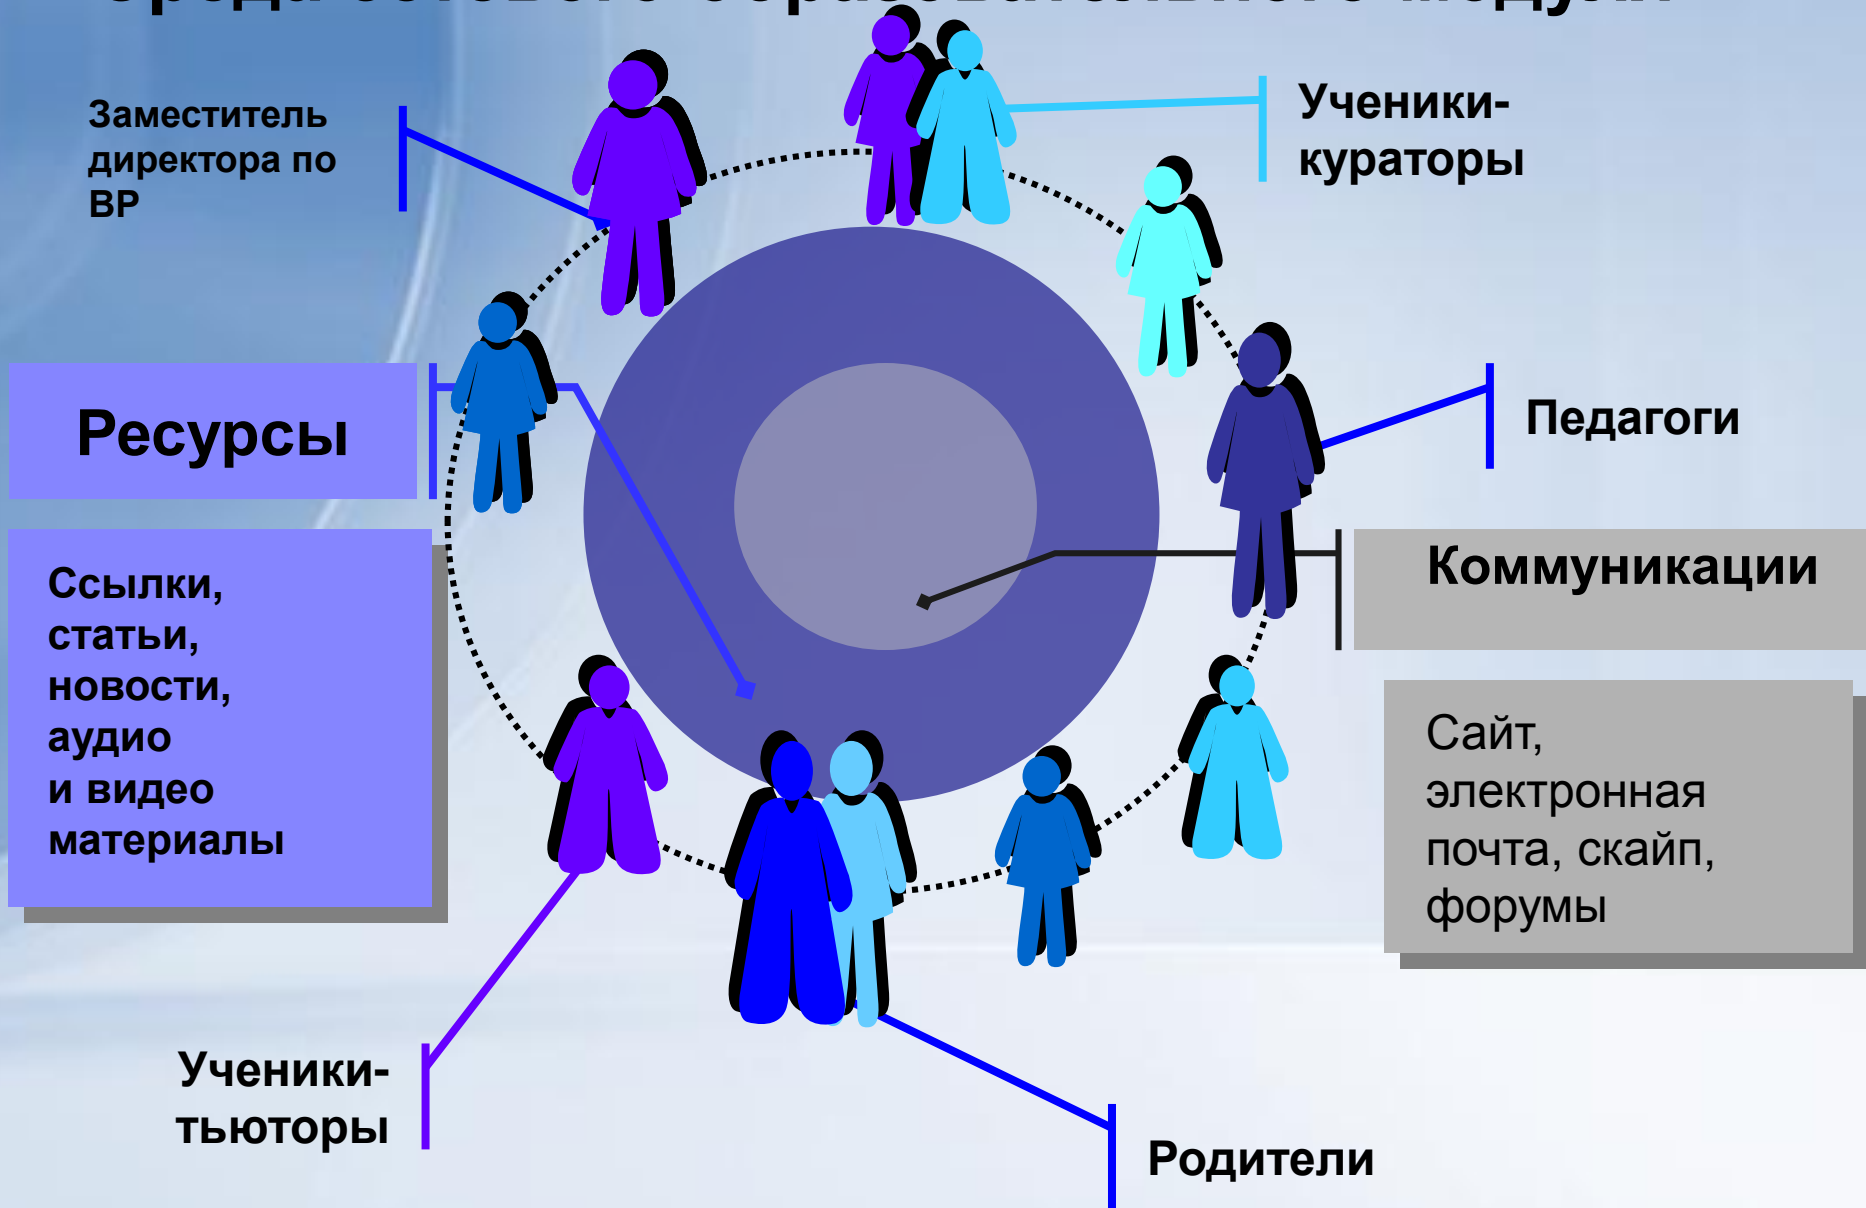 Заместитель
директора по
ВР
Ученики-
кураторы
Ресурсы
Педагоги
Ссылки,
статьи,
новости,
аудио
и видео
материалы
Коммуникации
Сайт,
электронная
почта, скайп,
форумы
Ученики-
тьюторы
Родители